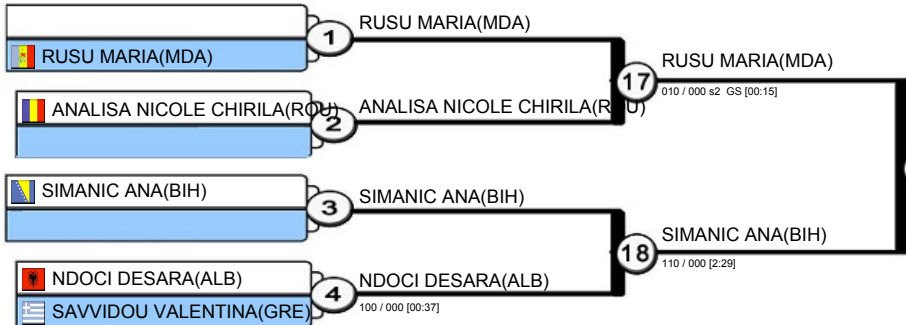 RUSU MARIA(MDA)
ANALISA NICOLE CHIRILA(ROU)
SIMANIC ANA(BIH)
NDOCI DESARA(ALB)
SAVVIDOU VALENTINA(GRE)
1
2
3
4
RUSU MARIA(MDA)
ANALISA NICOLE CHIRILA(ROU)
SIMANIC ANA(BIH)
NDOCI DESARA(ALB)
100 / 000 [00:37]
17
18
RUSU MARIA(MDA)
010 / 000 s2 GS [00:15]
SIMANIC ANA(BIH)
110 / 000 [2:29]